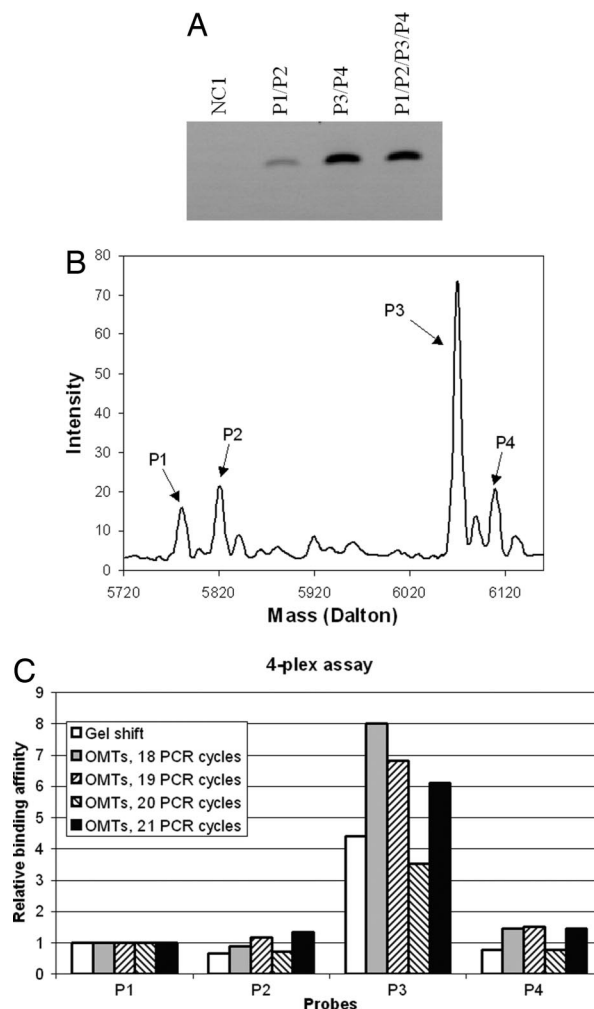 A
NC1
P1/P2
P3/P4
P1/P2/P3/P4
B
80
70
60
50
40
30
20
10
0
Intensity
P1
P2
P3
P4
5720 5820 5920 6020 6120
Mass (Dalton)
C
4-plex assay
9
8
7
6
5
4
3
2
1
0
Relative binding affinity
Gel shift
OMTs, 18 PCR cycles
OMTs, 19 PCR cycles
OMTs, 20 PCR cycles
OMTs, 21 PCR cycles
P1 P2 P3 P4
Probes